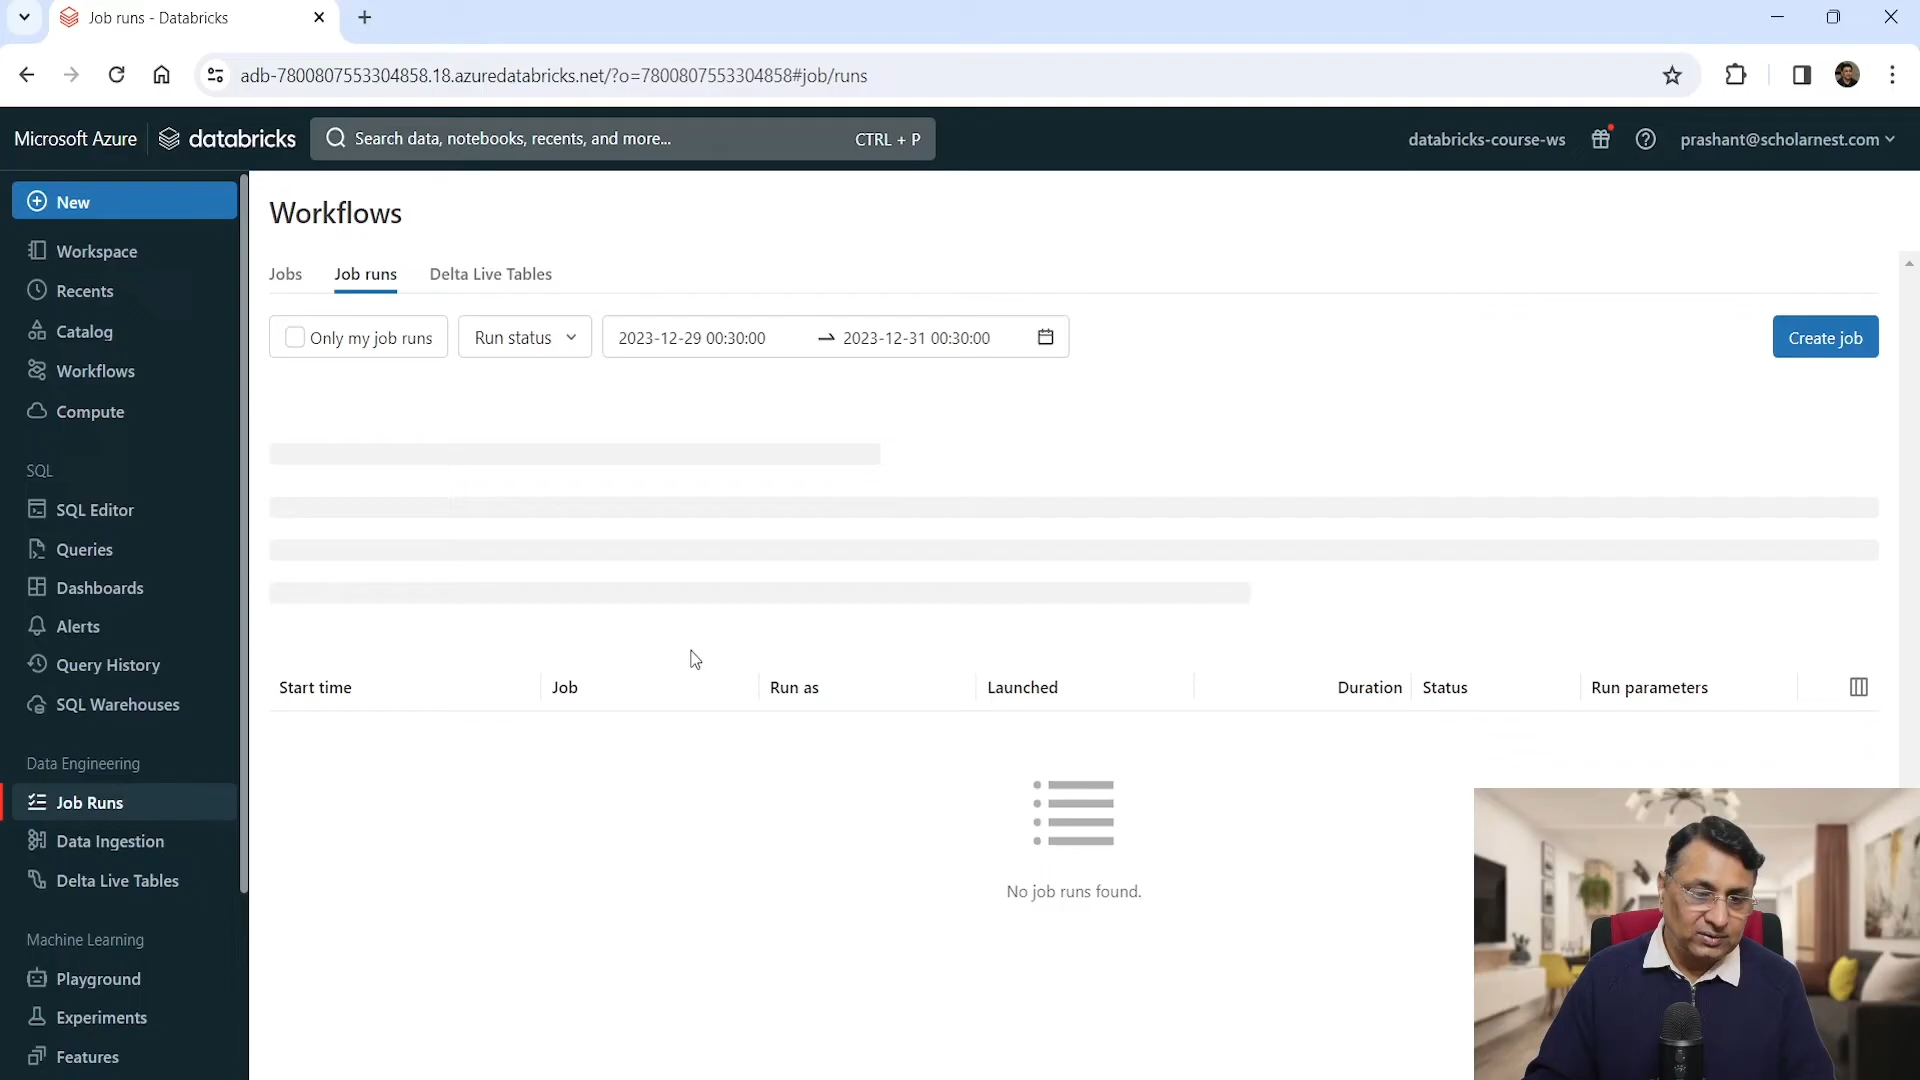 Job runs - Databricks
adb-7800807553304858.18.azuredatabricks.net/?o=7800807553304858#job/runs
Microsoft Azure
databricks
Search data, notebooks, recents, and more...
CTRL + P
databricks-course-ws
prashant@scholarnest.com
New
Workspace
Recents
Catalog
Workflows
Compute
SQL
SQL Editor
Queries
Dashboards
Alerts
Query History
SQL Warehouses
Data Engineering
Job Runs
Data Ingestion
Delta Live Tables
Machine Learning
Playground
Experiments
Features
Workflows
Jobs
Job runs
Delta Live Tables
Only my job runs
Run status
2023-12-29 00:30:00
2023-12-31 00:30:00
Create job
Start time
Job
Run as
Launched
Duration
Status
Run parameters
No job runs found.